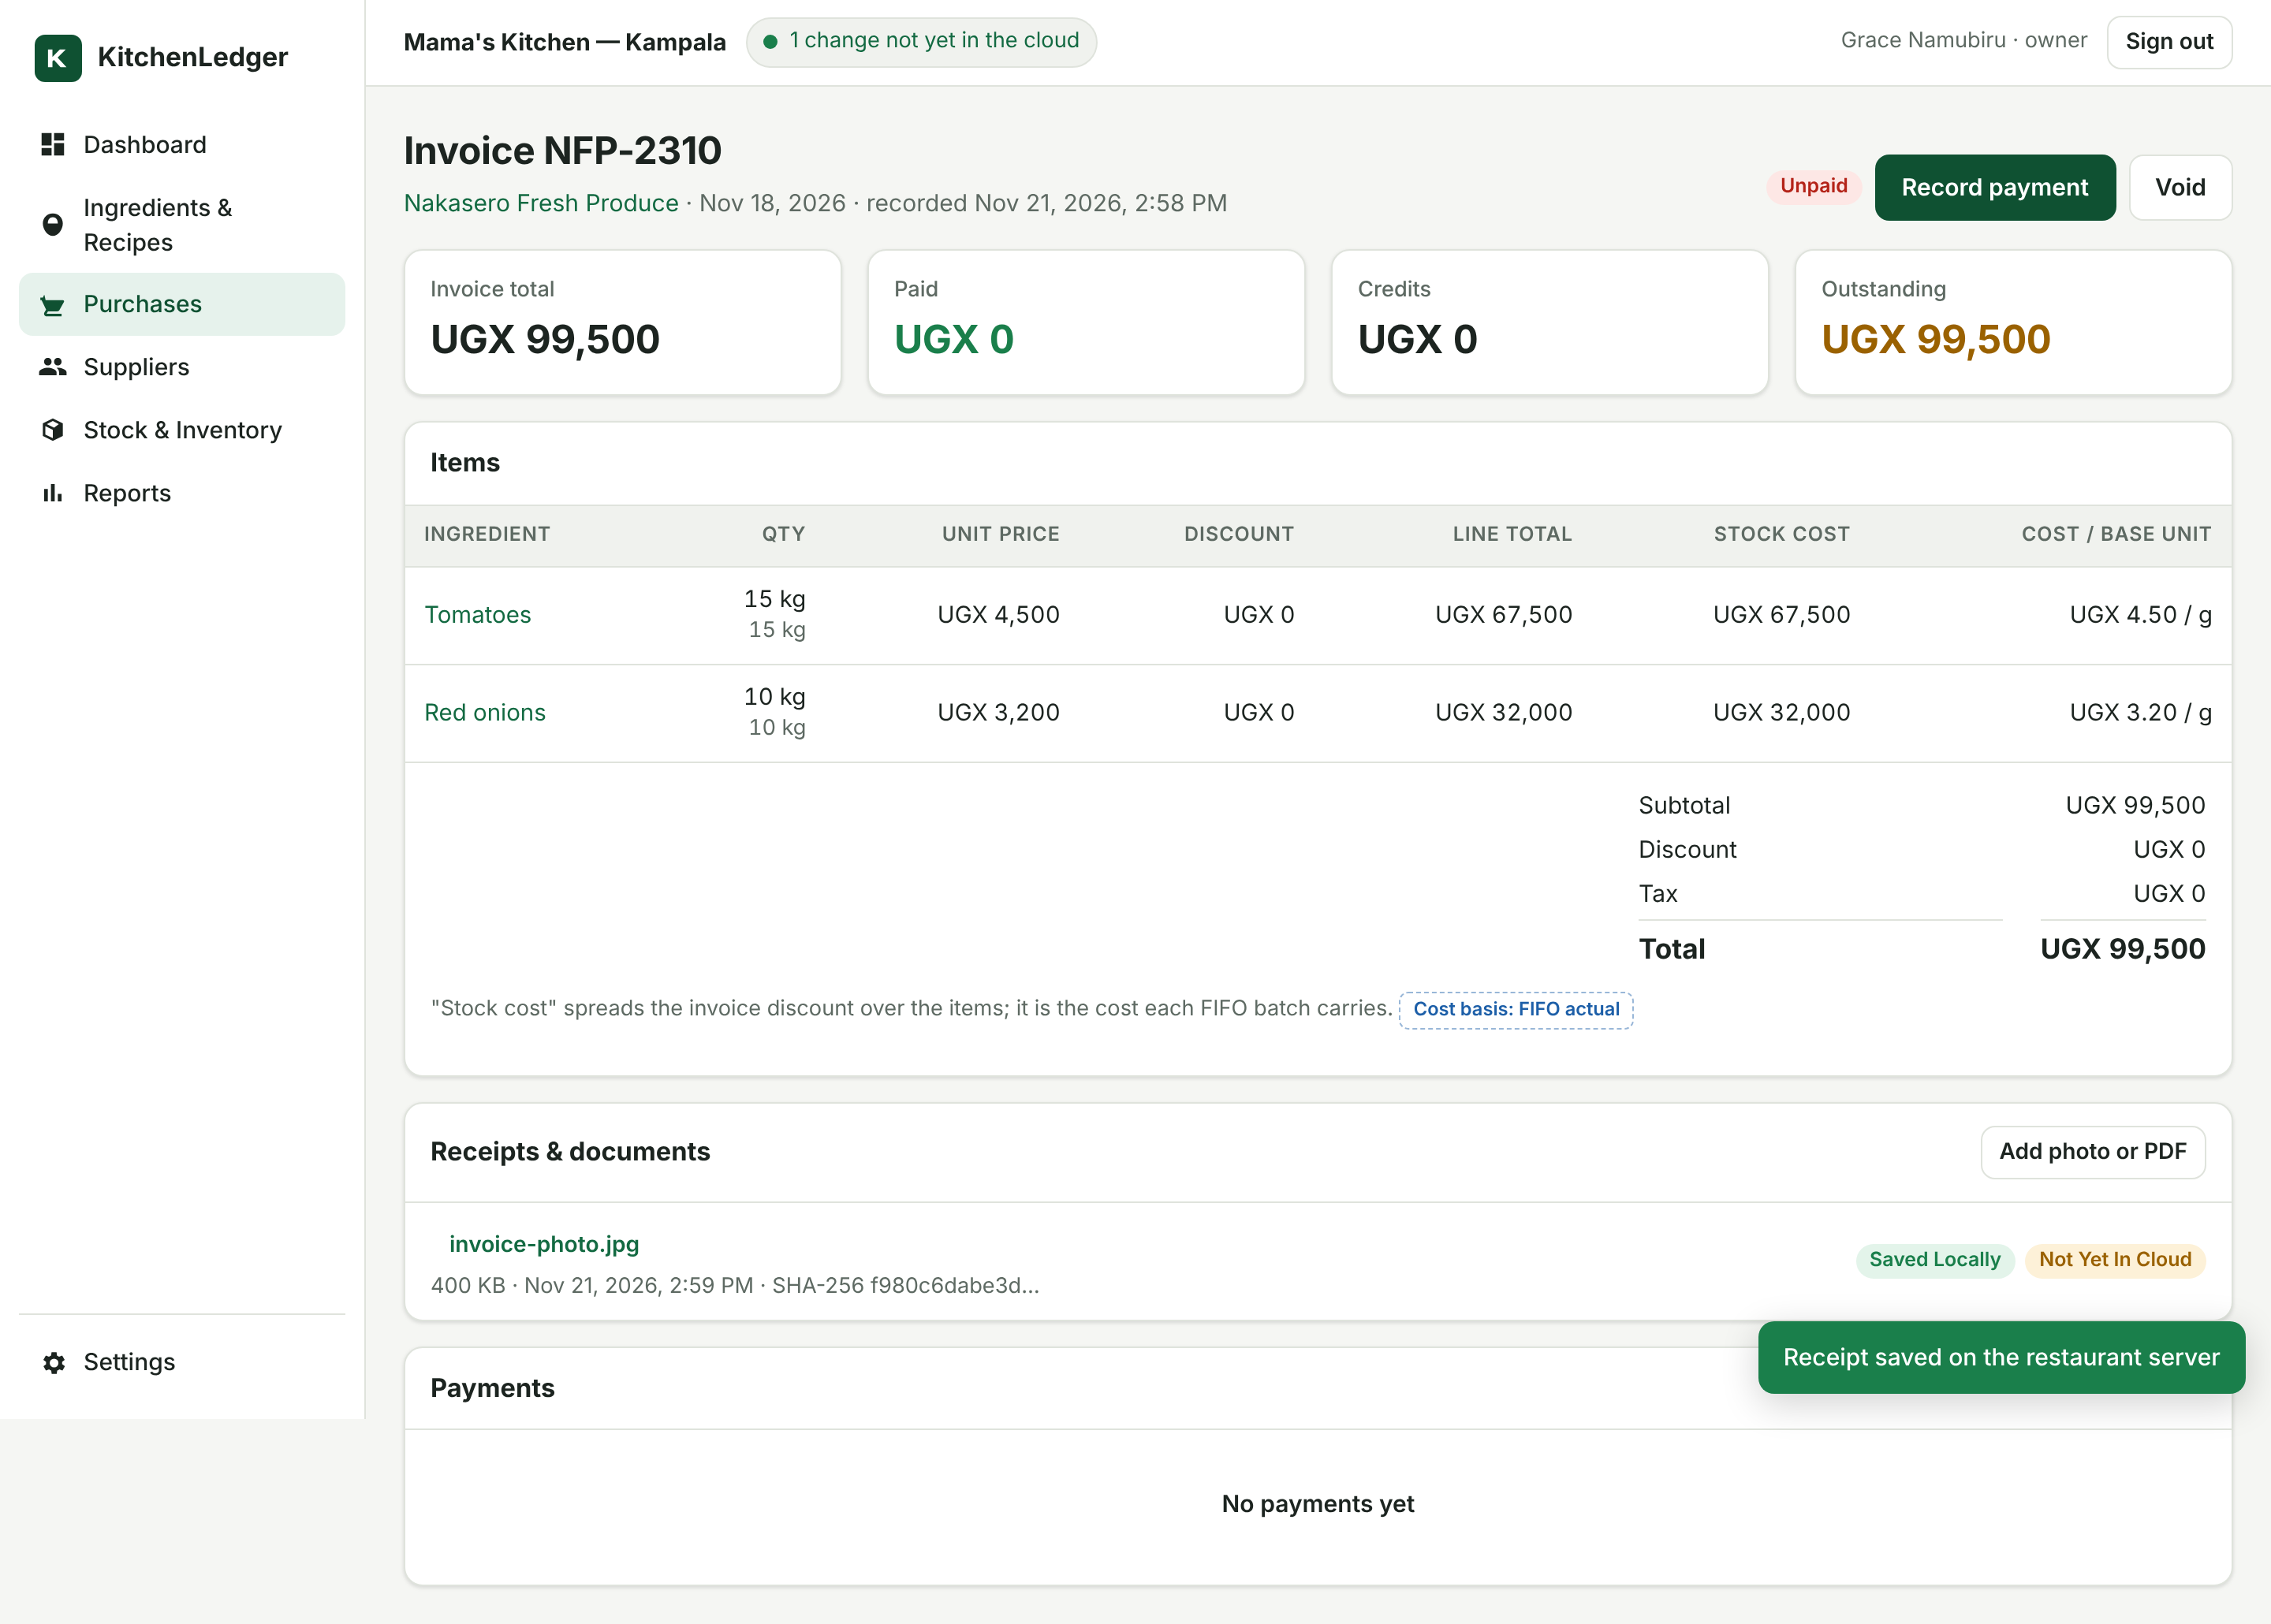 K KitchenLedger
Dashboard
Ingredients &
Recipes
Purchases
Suppliers
Stock & Inventory
Reports
Settings
Mama's Kitchen — Kampala
1 change not yet in the cloud
Grace Namubiru · owner
Sign out
Invoice NFP-2310
Nakasero Fresh Produce · Nov 18, 2026 · recorded Nov 21, 2026, 2:58 PM
Unpaid
Record payment
Void
Invoice total
UGX 99,500
Paid
UGX 0
Credits
UGX 0
Outstanding
UGX 99,500
Items
INGREDIENT QTY UNIT PRICE DISCOUNT LINE TOTAL STOCK COST COST / BASE UNIT
Tomatoes 15 kg UGX 4,500 UGX 0 UGX 67,500 UGX 67,500 UGX 4.50 / g
15 kg
Red onions 10 kg UGX 3,200 UGX 0 UGX 32,000 UGX 32,000 UGX 3.20 / g
10 kg
Subtotal UGX 99,500
Discount UGX 0
Tax UGX 0
Total UGX 99,500
"Stock cost" spreads the invoice discount over the items; it is the cost each FIFO batch carries. Cost basis: FIFO actual
Receipts & documents
Add photo or PDF
invoice-photo.jpg
400 KB · Nov 21, 2026, 2:59 PM · SHA-256 f980c6dabe3d…
Saved Locally
Not Yet In Cloud
Receipt saved on the restaurant server
Payments
No payments yet